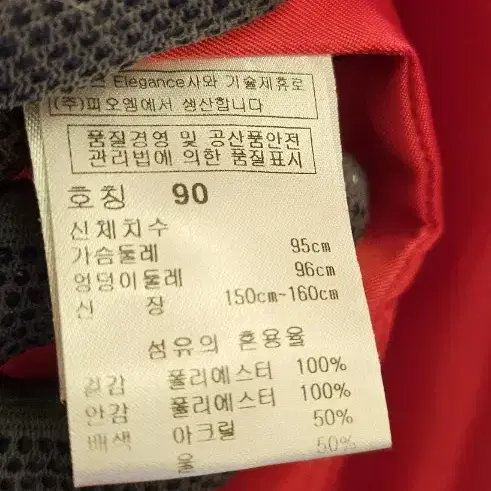 Elegance사와 기술제휴로
(주)피오엠에서 생산합니다
품질경영 및 공산품안전
관리법에 의한 품질표시
호칭 90
신체치수
가슴둘레 95cm
엉덩이둘레 96cm
신 장 150cm~160cm
섬유의 혼용율
겉감 폴리에스터 100%
안감 폴리에스터 100%
배색 아크릴 50%
울 50%